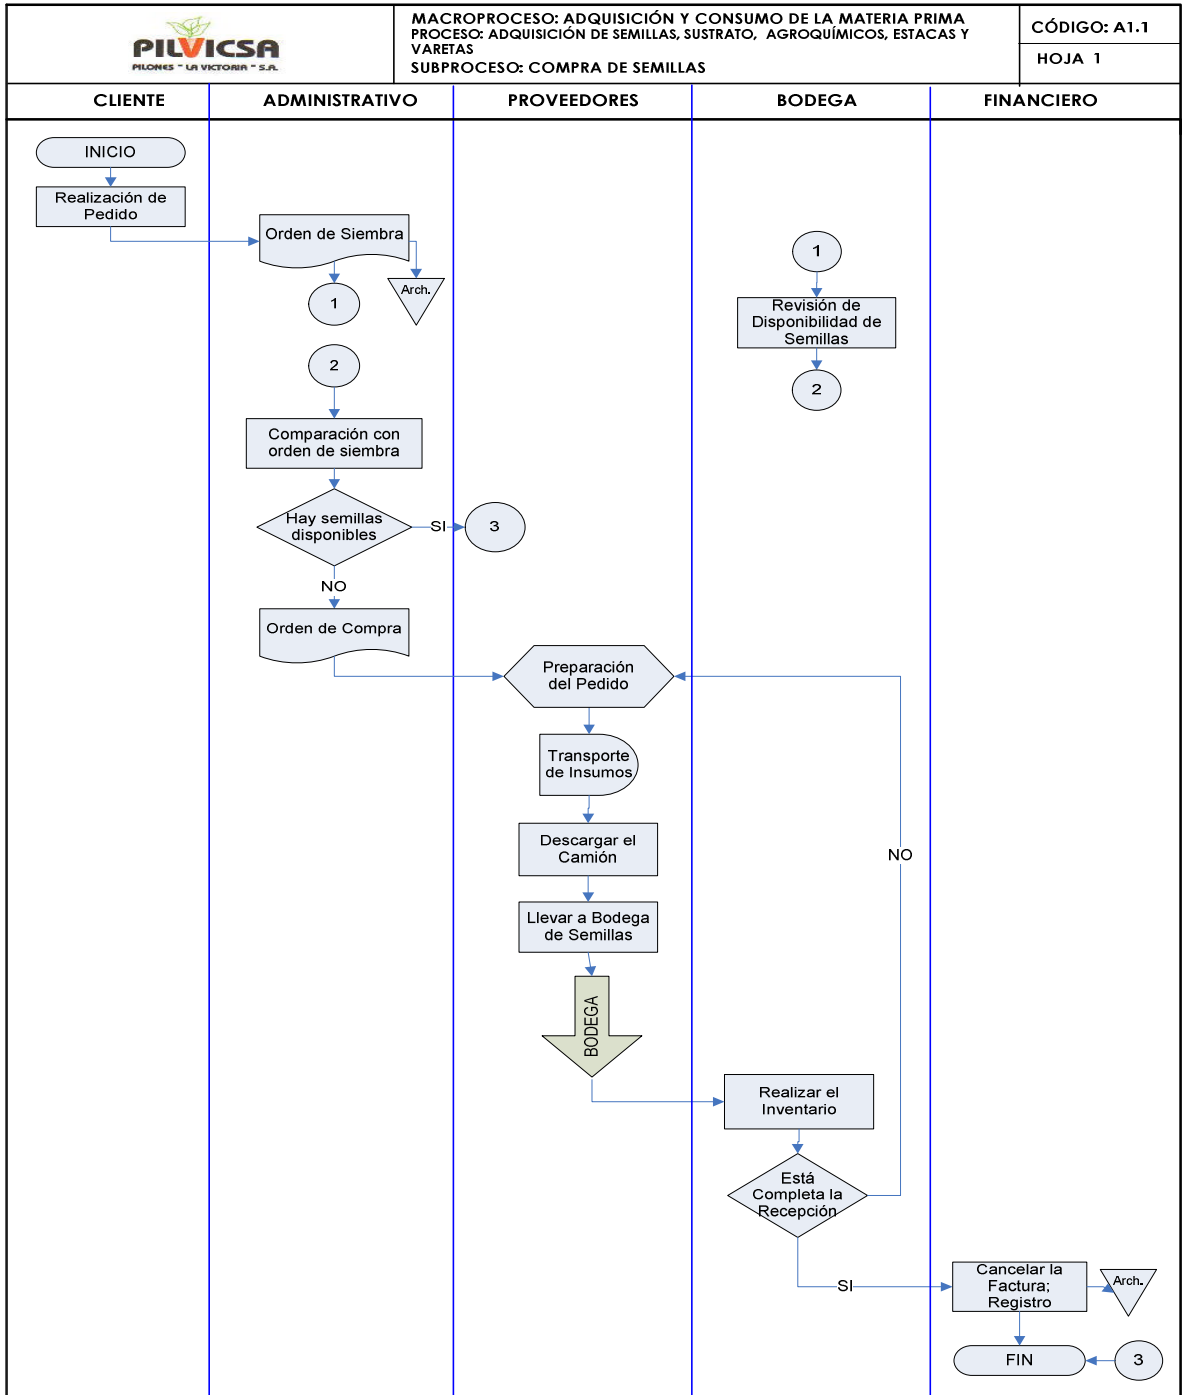 PILVICSA
PILONES "LA VICTORIA" S.A.
MACROPROCESO: ADQUISICIÓN Y CONSUMO DE LA MATERIA PRIMA
PROCESO: ADQUISICIÓN DE SEMILLAS, SUSTRATO, AGROQUÍMICOS, ESTACAS Y
VARETAS
SUBPROCESO: COMPRA DE SEMILLAS
CÓDIGO: A1.1
HOJA 1
CLIENTE
ADMINISTRATIVO
PROVEEDORES
BODEGA
FINANCIERO
INICIO
Realización de
Pedido
Orden de Siembra
Arch.
1
1
Revisión de
Disponibilidad de
Semillas
2
2
Comparación con
orden de siembra
Hay semillas
disponibles
SI
3
NO
Orden de Compra
Preparación
del Pedido
Transporte
de Insumos
Descargar el
Camión
NO
Llevar a Bodega
de Semillas
BODEGA
Realizar el
Inventario
Está
Completa la
Recepción
SI
Cancelar la
Factura;
Registro
Arch.
FIN
3